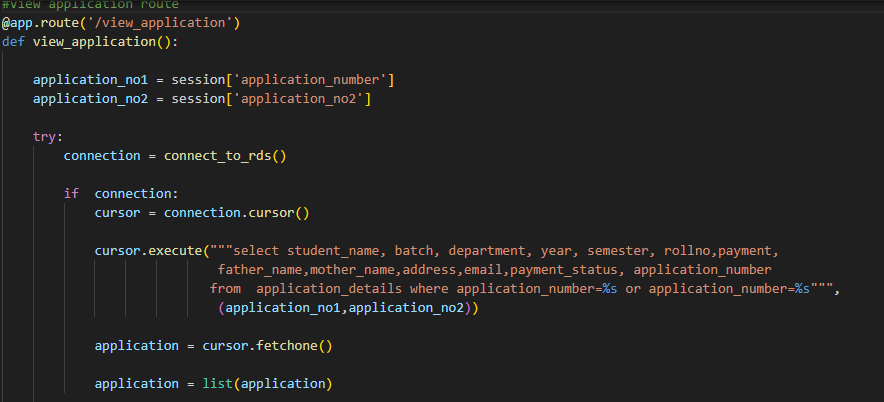 #View application route
@app.route('/view_application')
def view_application():
application_no1 = session['application_number']
application_no2 = session['application_no2']
try:
connection = connect_to_rds()
if  connection:
cursor = connection.cursor()
cursor.execute("""select student_name, batch, department, year, semester, rollno,payment,
father_name,mother_name,address,email,payment_status, application_number
from  application_details where application_number=%s or application_number=%s""",
(application_no1,application_no2))
application = cursor.fetchone()
application = list(application)